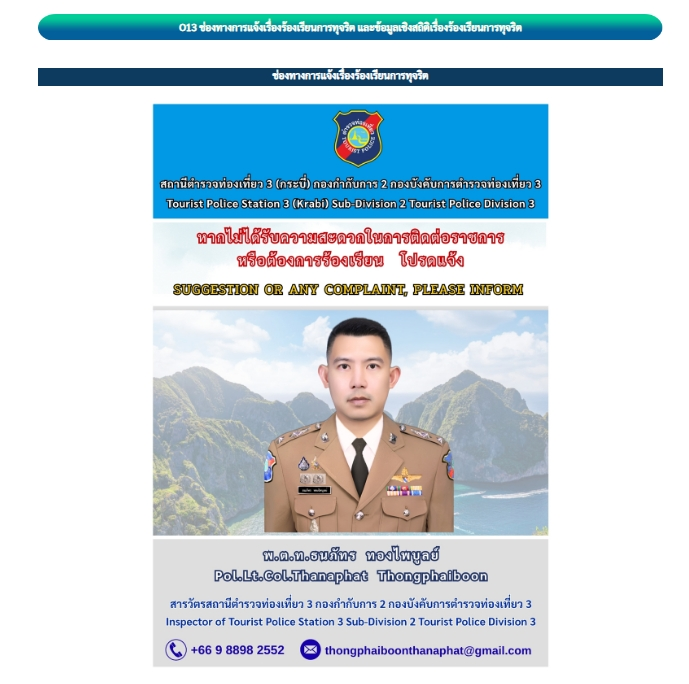 O13 ช่องทางการแจ้งเรื่องร้องเรียนการทุจริต และข้อมูลเชิงสถิติเรื่องร้องเรียนการทุจริต
ช่องทางการแจ้งเรื่องร้องเรียนการทุจริต
ตำรวจท่องเที่ยว
TOURIST POLICE
สถานีตำรวจท่องเที่ยว 3 (กระบี่) กองกำกับการ 2 กองบังคับการตำรวจท่องเที่ยว 3
Tourist Police Station 3 (Krabi) Sub-Division 2 Tourist Police Division 3
หากไม่ได้รับความสะดวกในการติดต่อราชการ
หรือต้องการร้องเรียน โปรดแจ้ง
SUGGESTION OR ANY COMPLAINT, PLEASE INFORM
พ.ต.ท.ธนภัทร ทองไพบูลย์
Pol.Lt.Col.Thanaphat Thongphaiboon
สารวัตรสถานีตำรวจท่องเที่ยว 3 กองกำกับการ 2 กองบังคับการตำรวจท่องเที่ยว 3
Inspector of Tourist Police Station 3 Sub-Division 2 Tourist Police Division 3
+66 9 8898 2552 thongphaiboonthanaphat@gmail.com